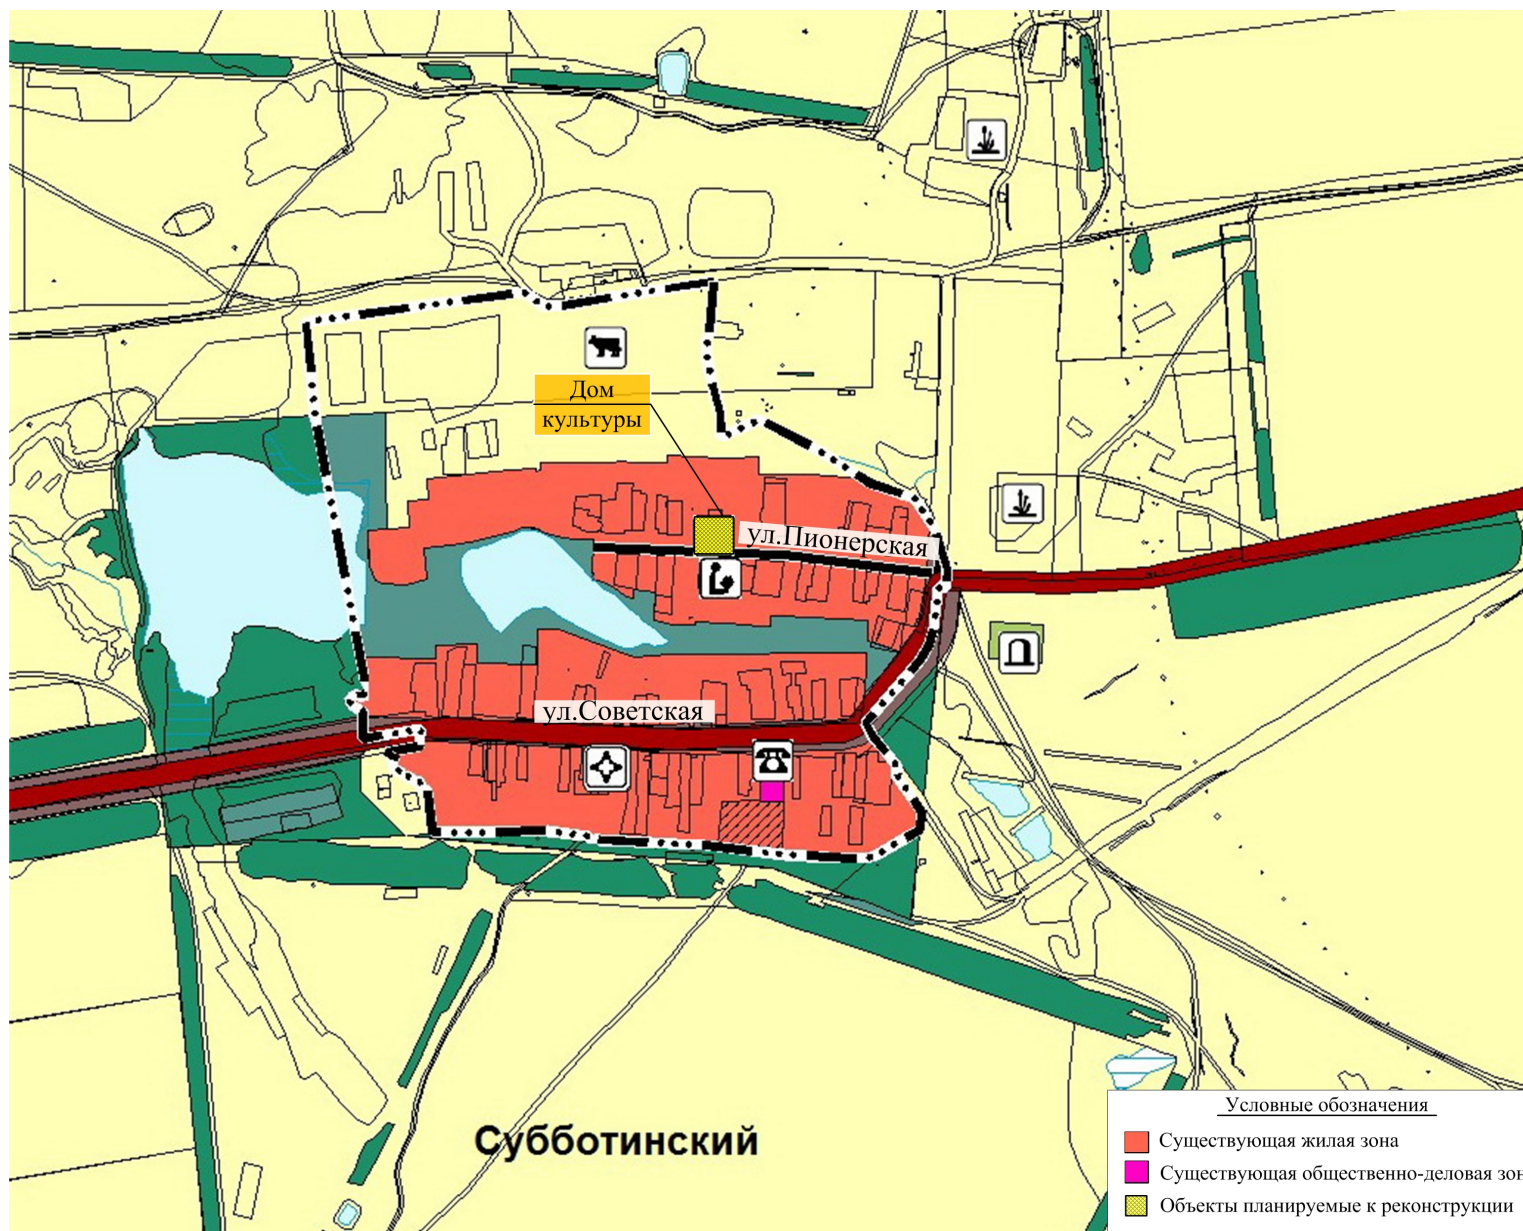 Дом
культуры
ул.Пионерская
ул.Советская
Субботинский
Условные обозначения
Существующая жилая зона
Существующая общественно-деловая зон
Объекты планируемые к реконструкции